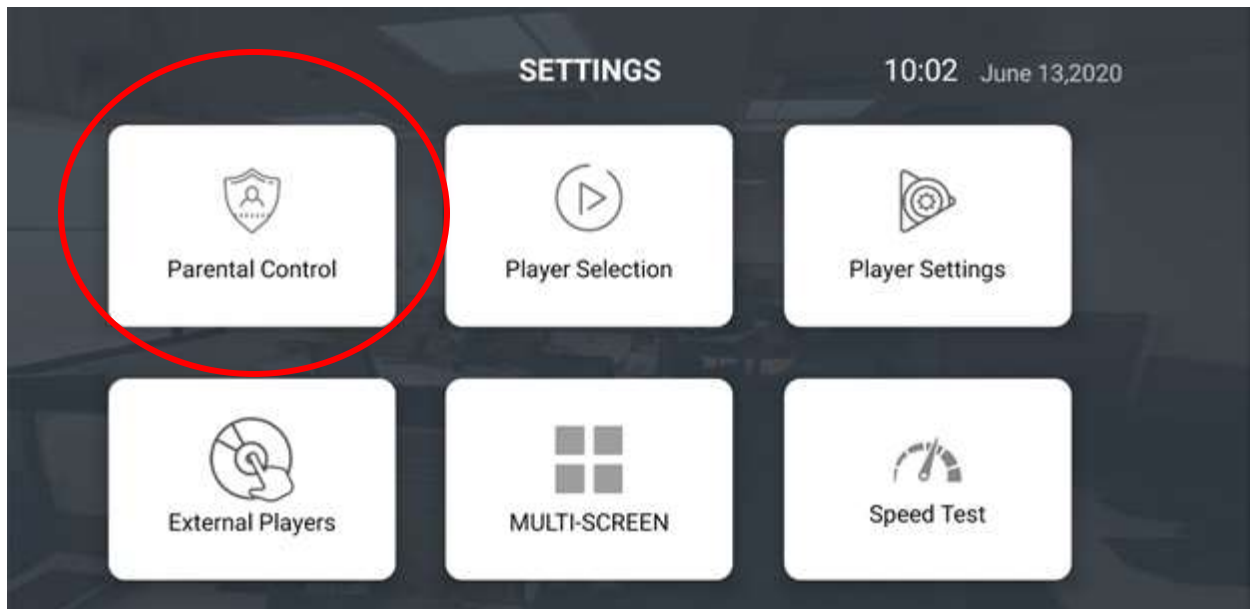 SETTINGS
10:02 June 13,2020
Parental Control
Player Selection
Player Settings
External Players
MULTI-SCREEN
Speed Test